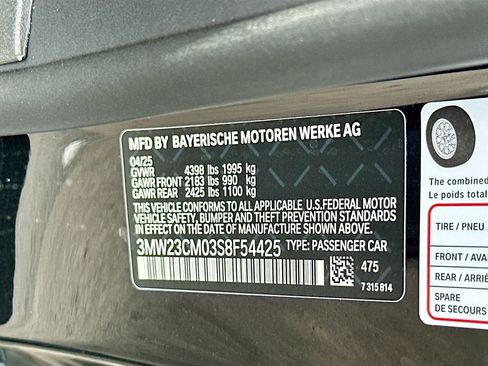 MFD BY BAYERISCHE MOTOREN WERKE AG
04/25
GVWR 4398 lbs 1995 kg
GAWR FRONT 2183 lbs 990 kg
GAWR REAR 2425 lbs 1100 kg
THIS VEHICLE CONFORMS TO ALL APPLICABLE U.S.FEDERAL MOTOR
VEHICLE SAFETY, BUMPER AND THEFT PREVENTION STANDARDS
IN EFFECT ON THE DATE OF MANUFACTURE SHOWN ABOVE.
3MW23CM03S8F54425 TYPE: PASSENGER CAR
475
7 315 814
The combined
Le poids total
TIRE / PNEU
FRONT / AVA
REAR / ARRIÈ
SPARE
DE SECOURS